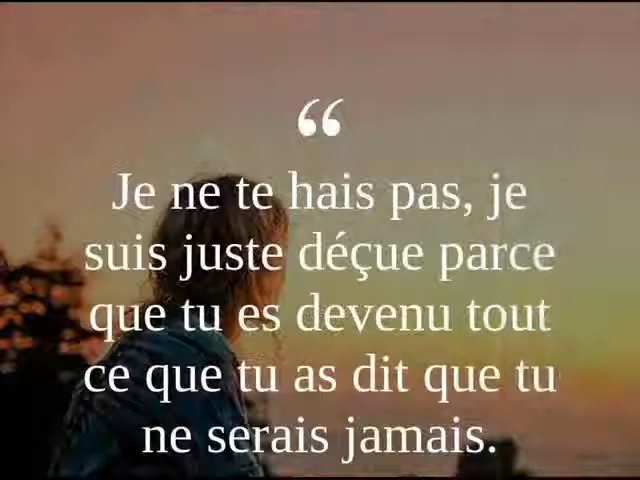 “
Je ne te hais pas, je
suis juste déçue parce
que tu es devenu tout
ce que tu as dit que tu
ne serais jamais.